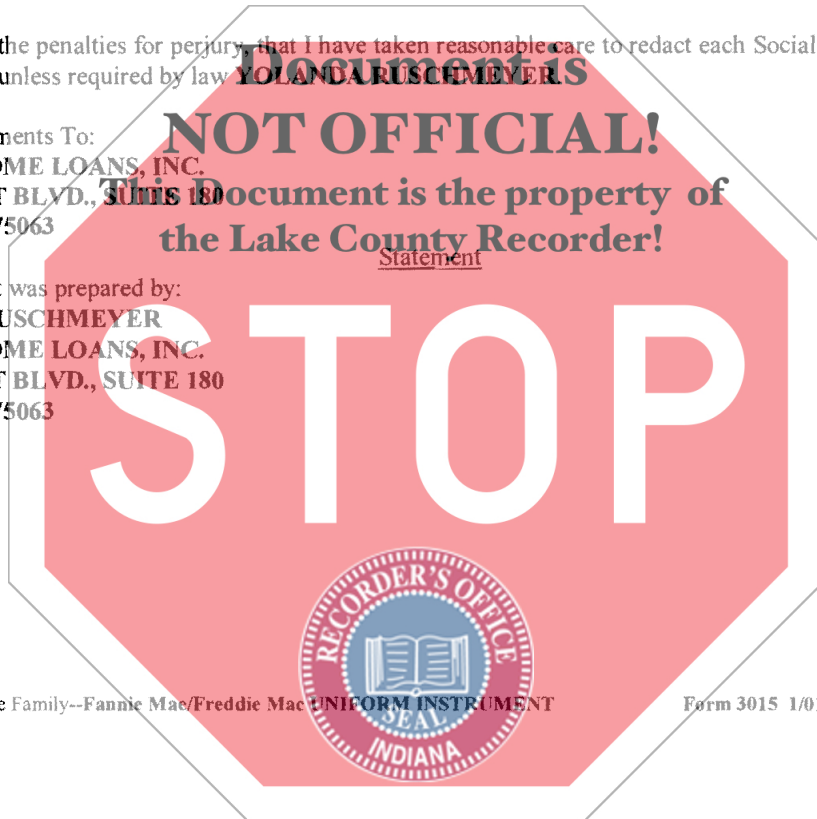 the penalties for perjury, that I have taken reasonable care to redact each Social
unless required by law YOLANDA RUSCHMEYER
Document is
NOT OFFICIAL!
ments To:
OME LOANS, INC.
T BLVD., SUITE 180
This Document is the property of
75063
the Lake County Recorder!
Statement
t was prepared by:
USCHMEYER
OME LOANS, INC.
T BLVD., SUITE 180
75063
STOP
RECORDER'S OFFICE
SEAL
INDIANA
e Family--Fannie Mae/Freddie Mac UNIFORM INSTRUMENT
Form 3015 1/01